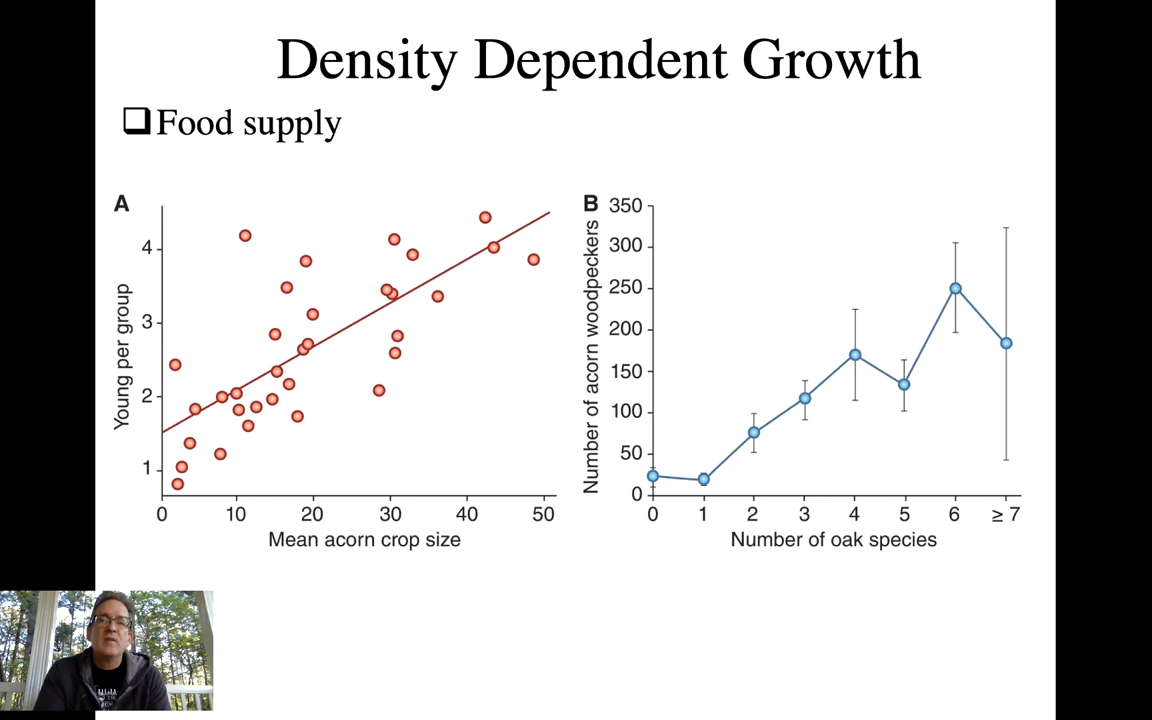 Density Dependent Growth
❑Food supply
A
Young per group
4
3
2
1
0 10 20 30 40 50
Mean acorn crop size
B
Number of acorn woodpeckers
350
300
250
200
150
100
50
0
0 1 2 3 4 5 6 ≥ 7
Number of oak species